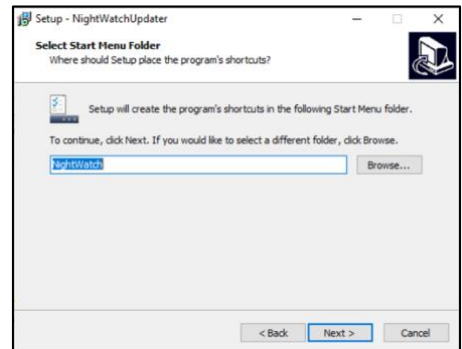 Setup - NightWatchUpdater
Select Start Menu Folder
Where should Setup place the program's shortcuts?
Setup will create the program's shortcuts in the following Start Menu folder.
To continue, click Next. If you would like to select a different folder, click Browse.
NightWatch
Browse...
< Back
Next >
Cancel